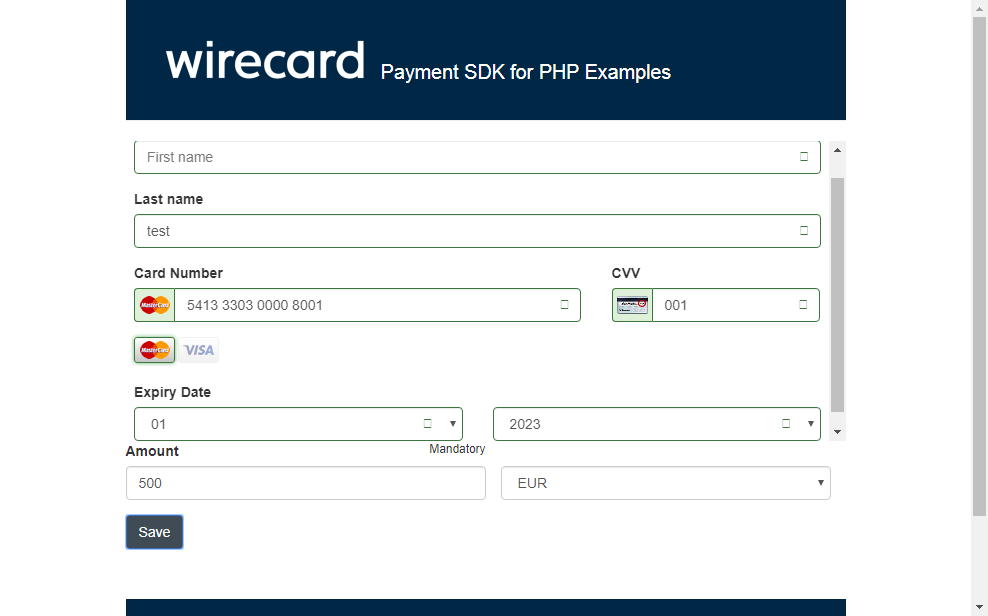 wirecard Payment SDK for PHP Examples
First name
Last name
test
Card Number CVV
MasterCard 5413 3303 0000 8001 001
MasterCard VISA
Expiry Date
01 2023
Amount Mandatory
500 EUR
Save